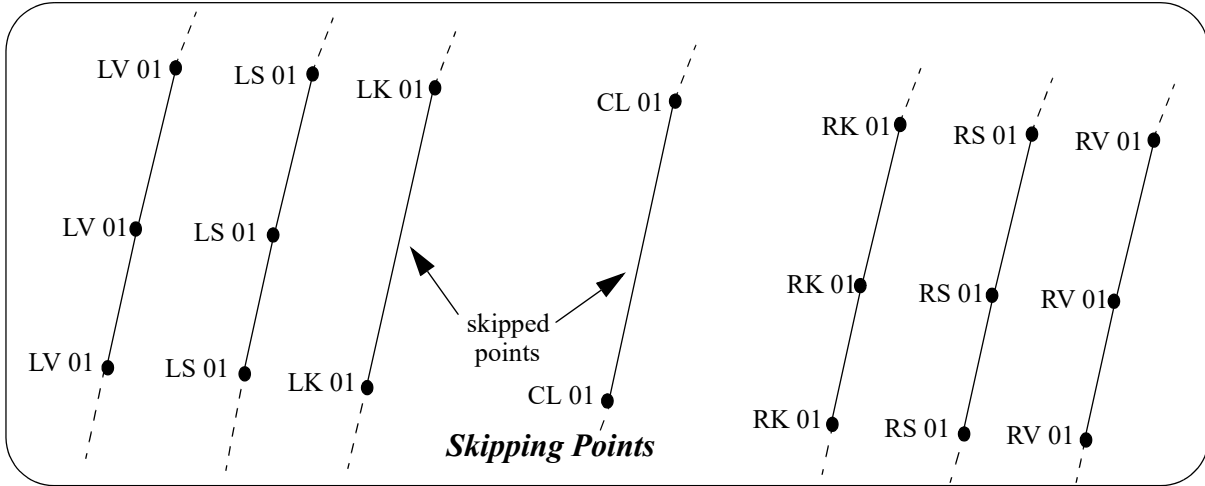 LV 01 LS 01 LK 01 CL 01 RK 01 RS 01 RV 01
LV 01 LS 01 RK 01 RS 01 RV 01
skipped
points
LV 01 LS 01 LK 01 CL 01 RK 01 RS 01 RV 01
Skipping Points